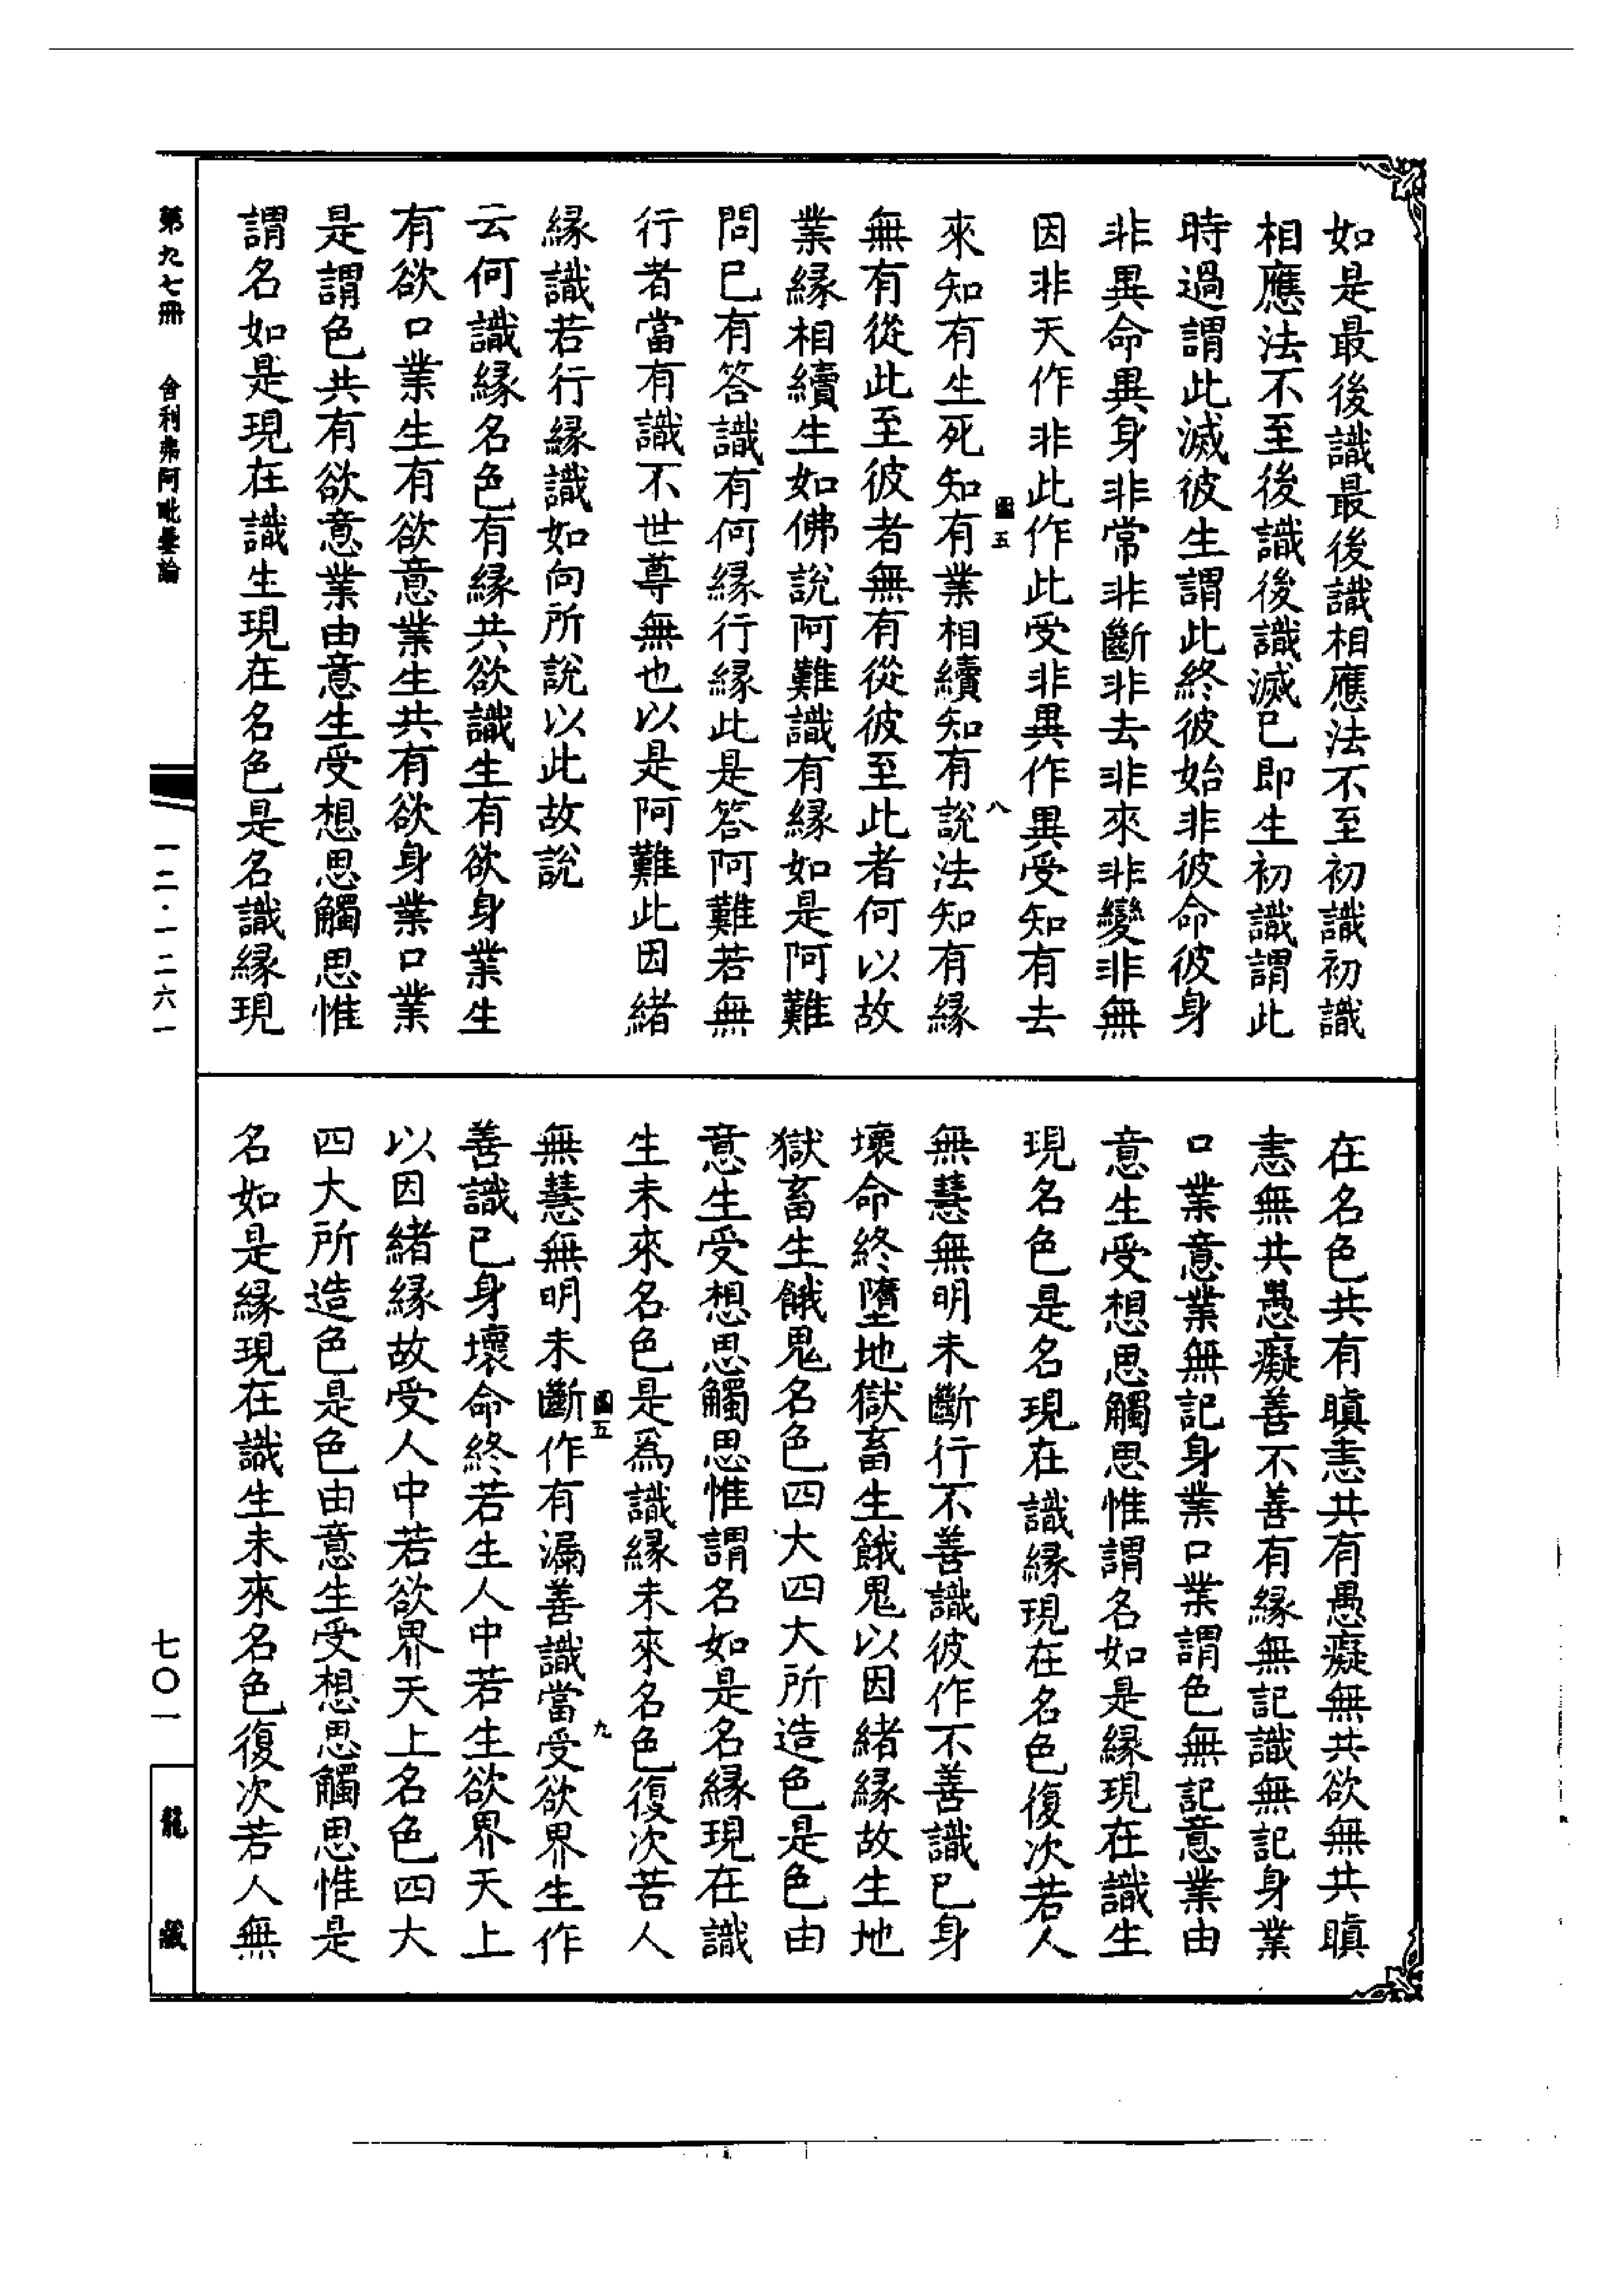 如是最後識最後識相應法不至初識初識
相應法不至後識後識滅已即生初識謂此
時過謂此滅彼生謂此終彼始非彼命彼身
非異命異身非常非斷非去非來非變非無
因非天作非此作此受非異作異受知有去
圖五
八
來知有生死知有業相續知有說法知有緣
無有從此至彼者無有從彼至此者何以故
業緣相續生如佛說阿難識有緣如是阿難
問已有答識有何緣行緣此是答阿難若無
行者當有識不世尊無也以是阿難此因緒
緣識若行緣識如向所說以此故說
云何識緣名色有緣共欲識生有欲身業生
有欲口業生有欲意業生共有欲身業口業
是謂色共有欲意業由意生受想思觸思惟
謂名如是現在識生現在名色是名識緣現
在名色共有瞋恚共有愚癡無共欲無共瞋
恚無共愚癡善不善有緣無記識無記身業
口業意業無記身業口業謂色無記意業由
意生受想思觸思惟謂名如是緣現在識生
現名色是名現在識緣現在名色復次若人
無慧無明未斷行不善識彼作不善識已身
壞命終墮地獄畜生餓鬼以因緒緣故生地
獄畜生餓鬼名色四大四大所造色是色由
意生受想思觸思惟謂名如是名緣現在識
生未來名色是為識緣未來名色復次若人
圖五
九
無慧無明未斷作有漏善識當受欲界生作
善識已身壞命終若生人中若生欲界天上
以因緒緣故受人中若欲界天上名色四大
四大所造色是色由意生受想思觸思惟是
名如是緣現在識生未來名色復次若人無
第九七冊 舍利弗阿毗曇論
一二·一二六一
七〇一
龍藏